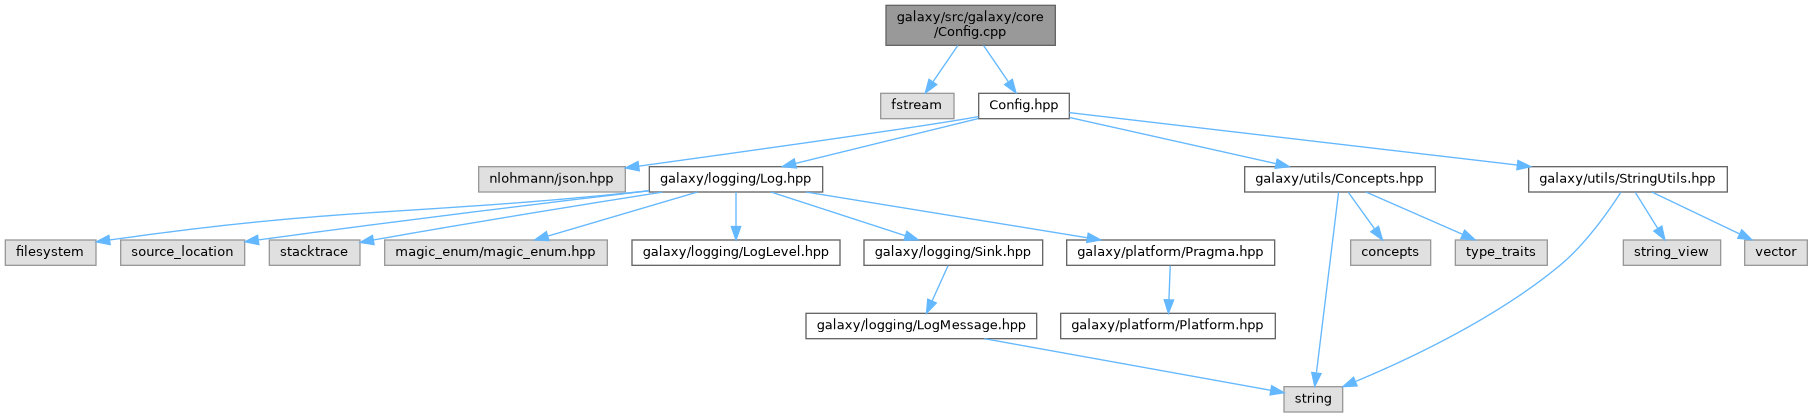 galaxy/src/galaxy/core
/Config.cpp
fstream
Config.hpp
nlohmann/json.hpp
galaxy/logging/Log.hpp
galaxy/utils/Concepts.hpp
galaxy/utils/StringUtils.hpp
filesystem
source_location
stacktrace
magic_enum/magic_enum.hpp
galaxy/logging/LogLevel.hpp
galaxy/logging/Sink.hpp
galaxy/platform/Pragma.hpp
concepts
type_traits
string_view
vector
galaxy/logging/LogMessage.hpp
galaxy/platform/Platform.hpp
string